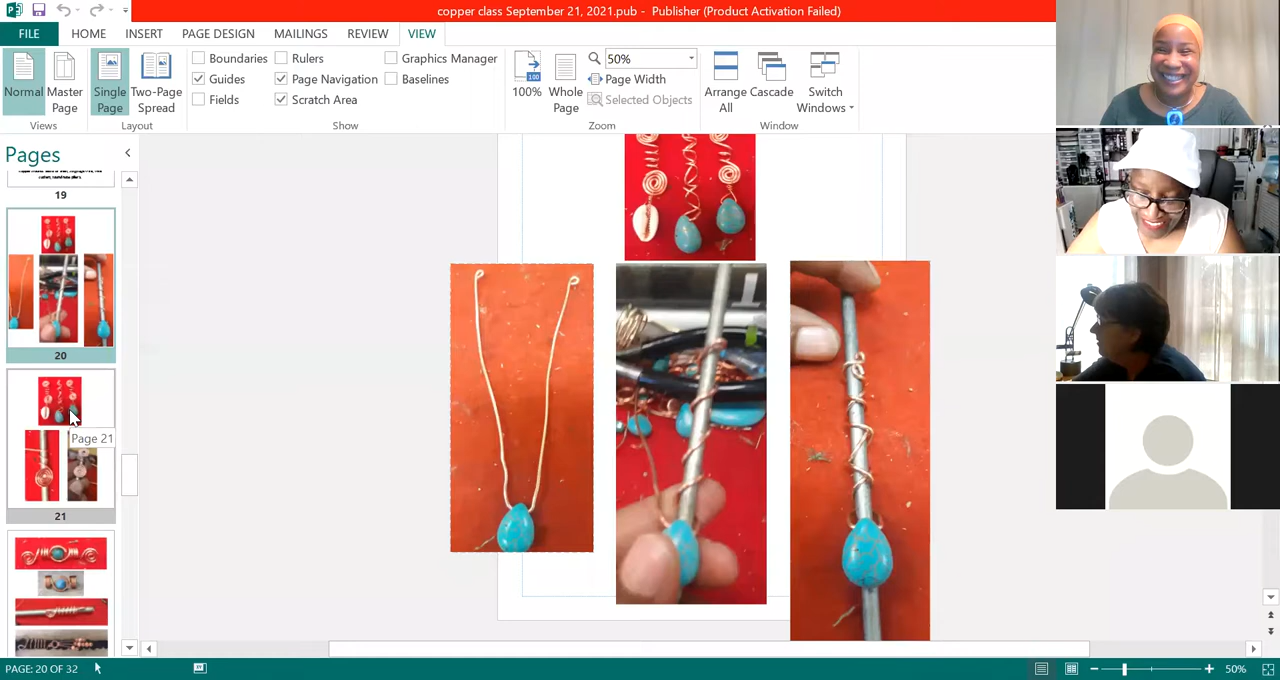 copper class September 21, 2021.pub - Publisher (Product Activation Failed)
FILE HOME INSERT PAGE DESIGN MAILINGS REVIEW VIEW
Normal
Master Page
Single Page
Two-Page Spread
Boundaries
Guides
Fields
Rulers
Page Navigation
Scratch Area
Graphics Manager
Baselines
100%
Whole Page
50%
Page Width
Selected Objects
Arrange All
Cascade
Switch Windows
Views
Layout
Show
Zoom
Window
Pages
19
20
Page 21
21
PAGE: 20 OF 32
50%